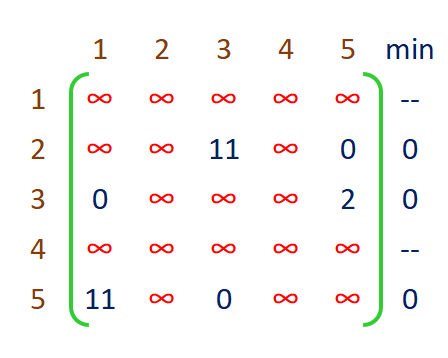 1 2 3 4 5 min
1 ∞ ∞ ∞ ∞ ∞ --
2 ∞ ∞ 11 ∞ 0 0
3 0 ∞ ∞ ∞ 2 0
4 ∞ ∞ ∞ ∞ ∞ --
5 11 ∞ 0 ∞ ∞ 0